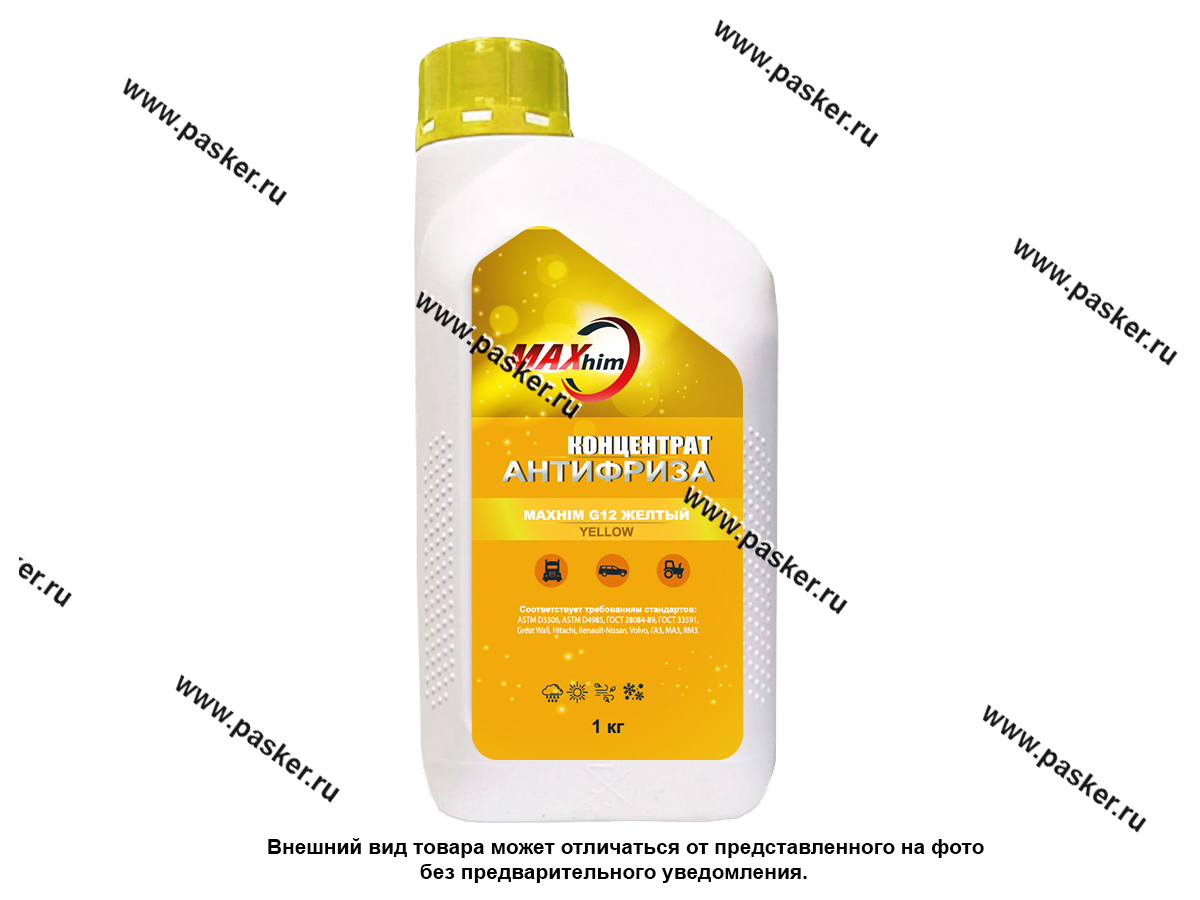 www.pasker.ru
www.pasker.ru
www.pasker.ru
www.pasker.ru
MAXhim
КОНЦЕНТРАТ
АНТИФРИЗА
www.pasker.ru
MAXHIM G12 ЖЕЛТЫЙ
YELLOW
er.ru
Соответствует требованиям стандартов:
ASTM D3306, ASTM D4985, ГОСТ 28084-89, ГОСТ 33591,
Great Wall, Hitachi, Renault-Nissan, Volvo, ГАЗ, МАЗ, ЯМЗ.
www.pasker.ru
www.pasker.ru
1 кг
Внешний вид товара может отличаться от представленного на фото
без предварительного уведомления.